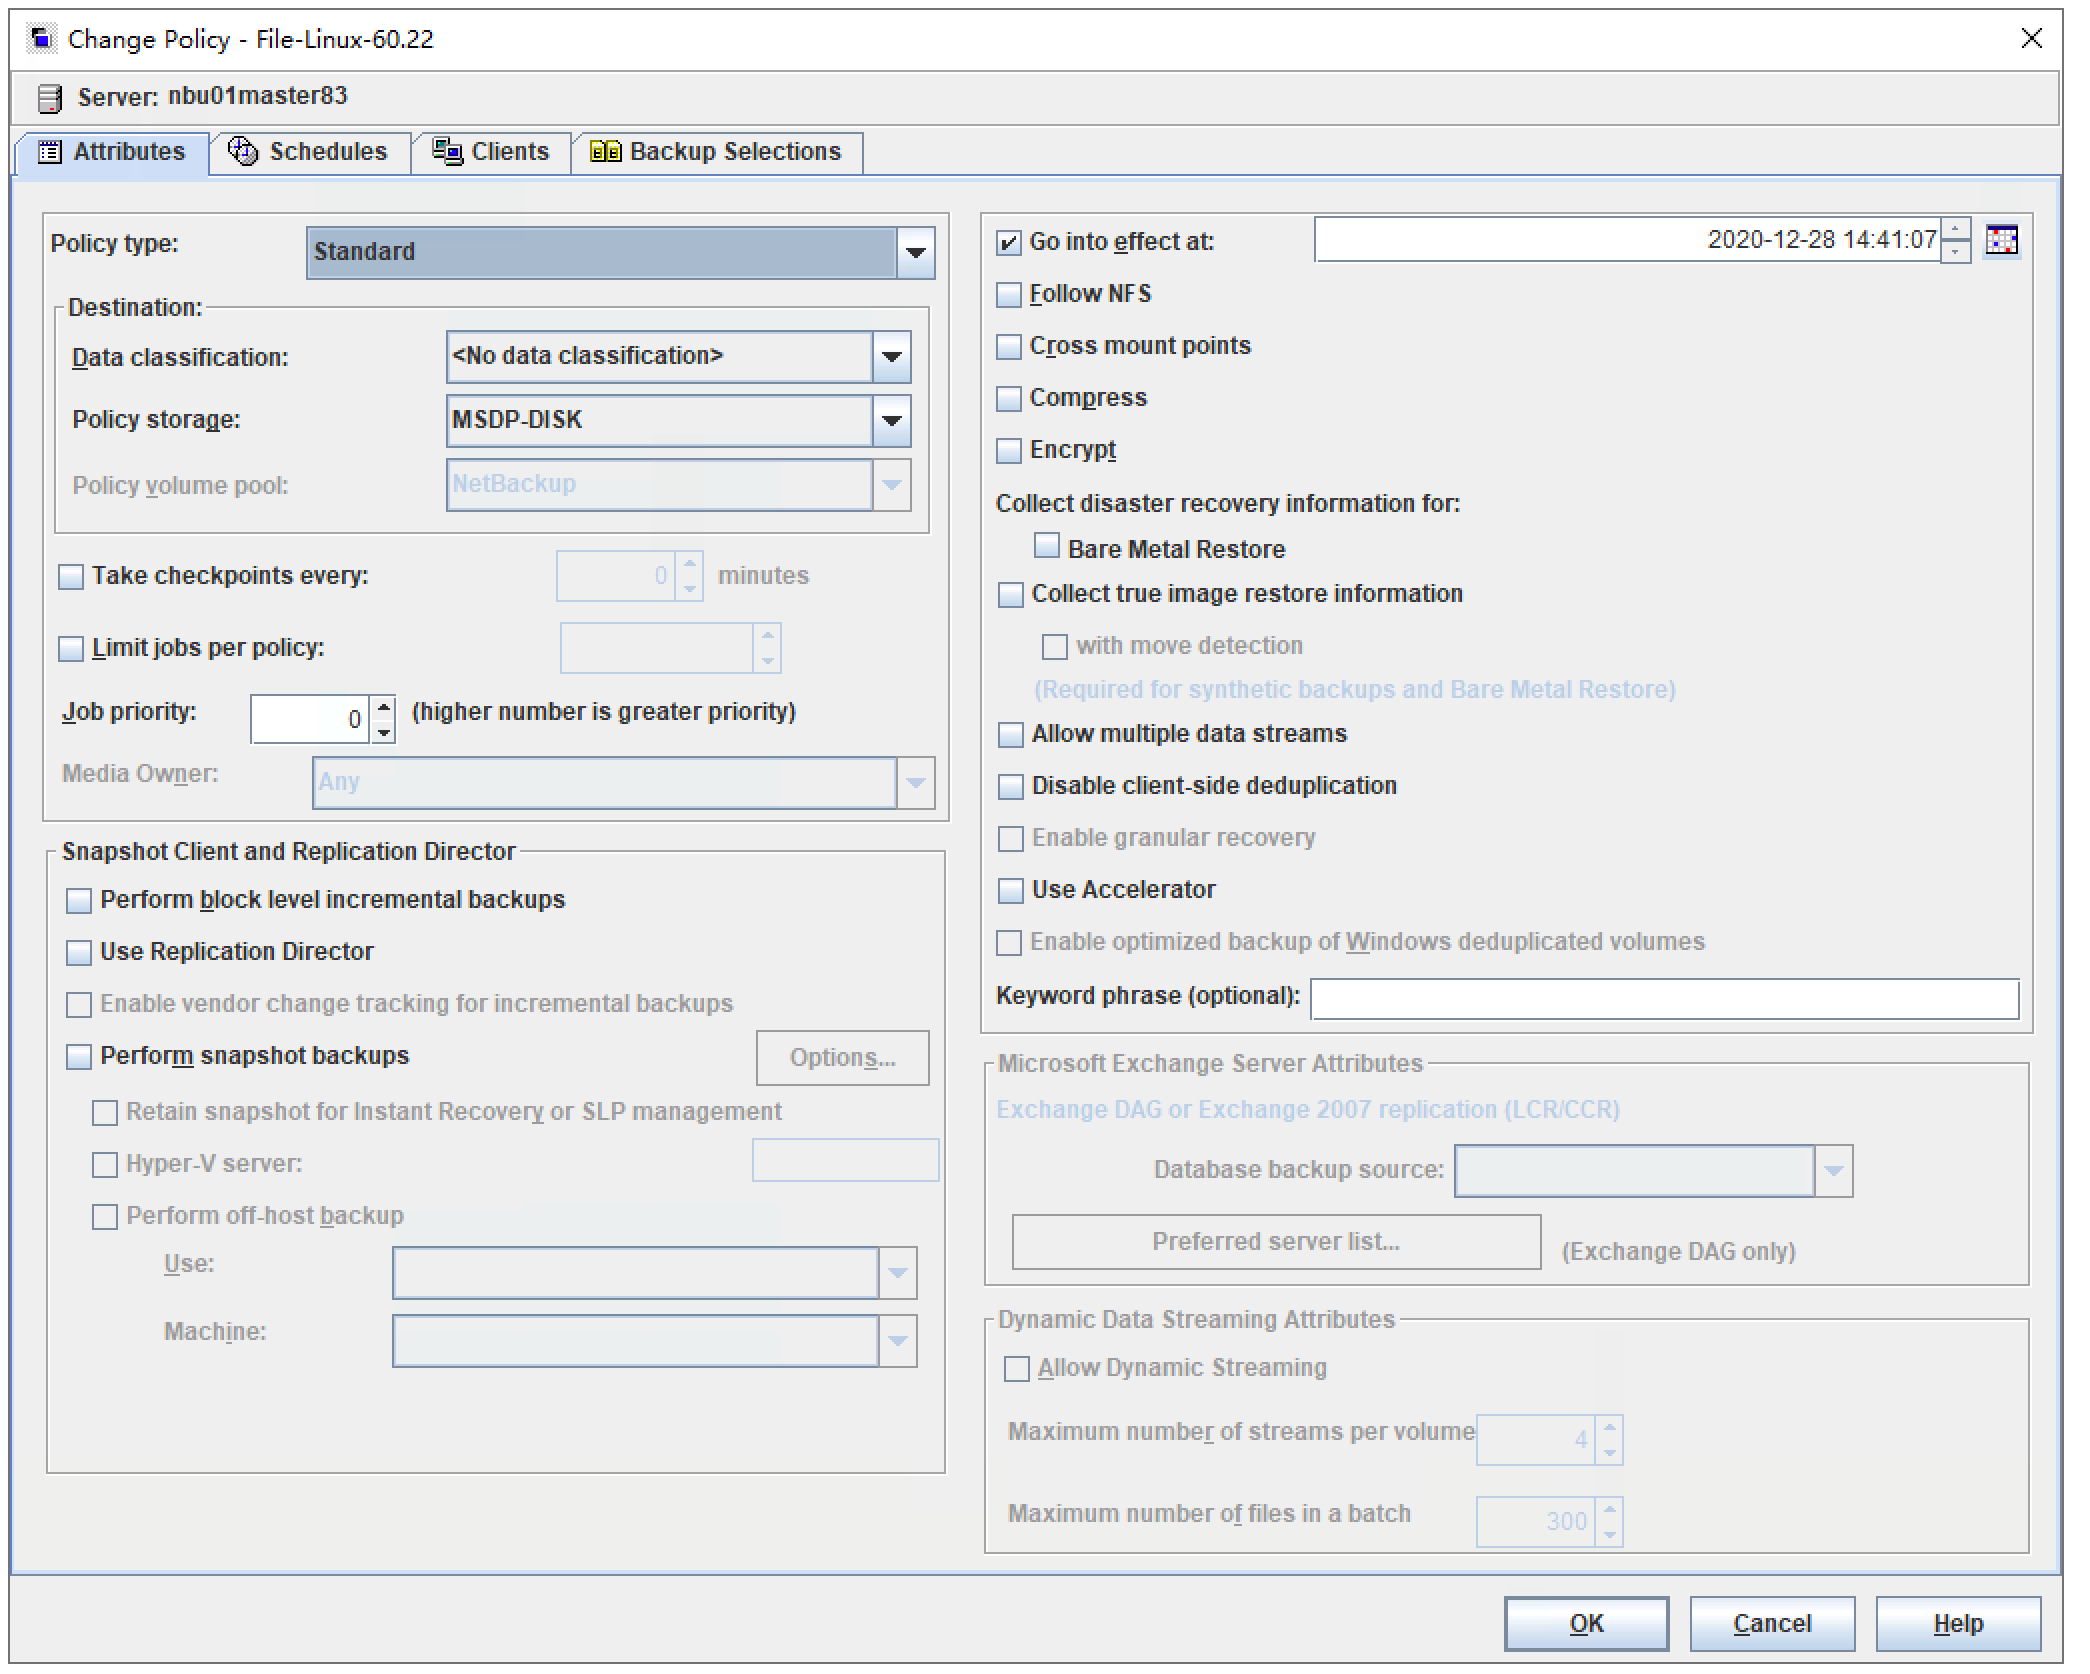 Change Policy - File-Linux-60.22
Server: nbu01master83
Attributes
Schedules
Clients
Backup Selections
Policy type:
Standard
Destination:
Data classification:
<No data classification>
Policy storage:
MSDP-DISK
Policy volume pool:
NetBackup
Take checkpoints every:
0
minutes
Limit jobs per policy:
Job priority:
0
(higher number is greater priority)
Media Owner:
Any
Snapshot Client and Replication Director
Perform block level incremental backups
Use Replication Director
Enable vendor change tracking for incremental backups
Perform snapshot backups
Options...
Retain snapshot for Instant Recovery or SLP management
Hyper-V server:
Perform off-host backup
Use:
Machine:
Go into effect at:
2020-12-28 14:41:07
Follow NFS
Cross mount points
Compress
Encrypt
Collect disaster recovery information for:
Bare Metal Restore
Collect true image restore information
with move detection
(Required for synthetic backups and Bare Metal Restore)
Allow multiple data streams
Disable client-side deduplication
Enable granular recovery
Use Accelerator
Enable optimized backup of Windows deduplicated volumes
Keyword phrase (optional):
Microsoft Exchange Server Attributes
Exchange DAG or Exchange 2007 replication (LCR/CCR)
Database backup source:
Preferred server list...
(Exchange DAG only)
Dynamic Data Streaming Attributes
Allow Dynamic Streaming
Maximum number of streams per volume
4
Maximum number of files in a batch
300
OK
Cancel
Help